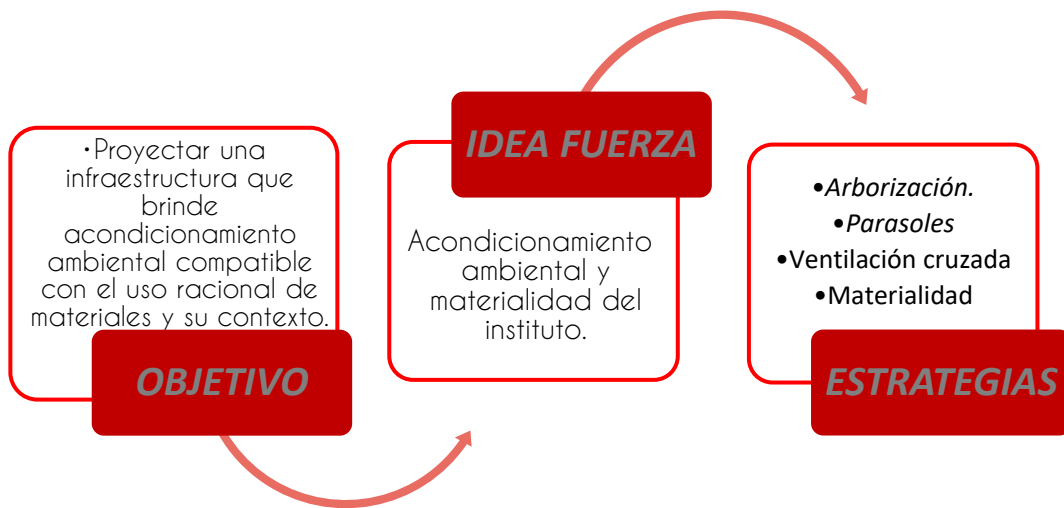 •Proyectar una
infraestructura que
brinde
acondicionamiento
ambiental compatible
con el uso racional de
materiales y su contexto.
OBJETIVO
IDEA FUERZA
Acondicionamiento
ambiental y
materialidad del
instituto.
•Arborización.
•Parasoles
•Ventilación cruzada
•Materialidad
ESTRATEGIAS